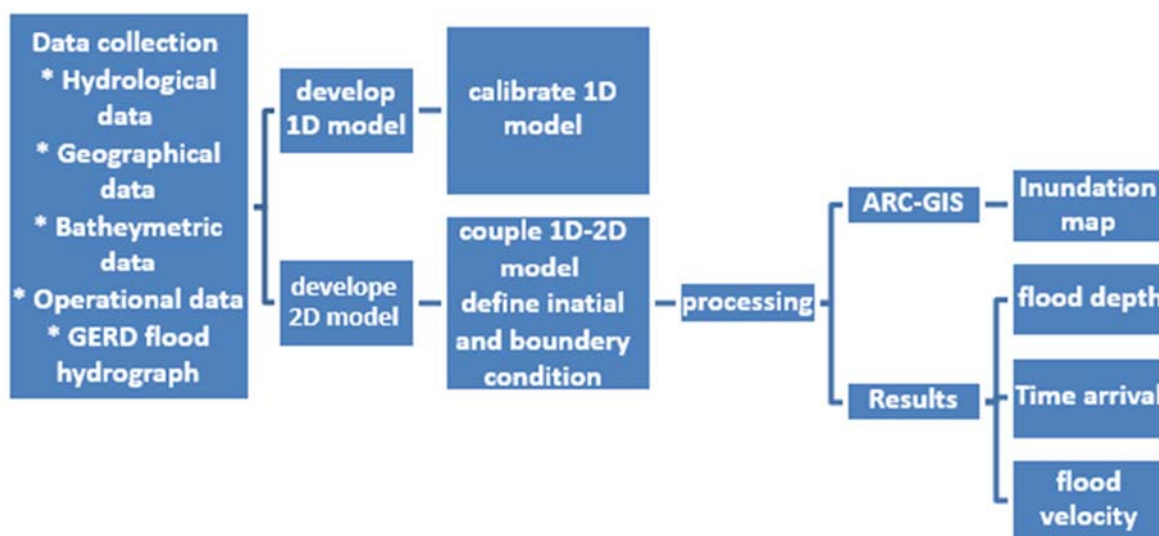 Data collection
* Hydrological
data
* Geographical
data
* Batheymetric
data
* Operational data
* GERD flood
hydrograph
develop
1D model
calibrate 1D
model
develope
2D model
couple 1D-2D
model
define inatial
and boundery
condition
processing
ARC-GIS
Inundation
map
Results
flood depth
Time arrival
flood
velocity